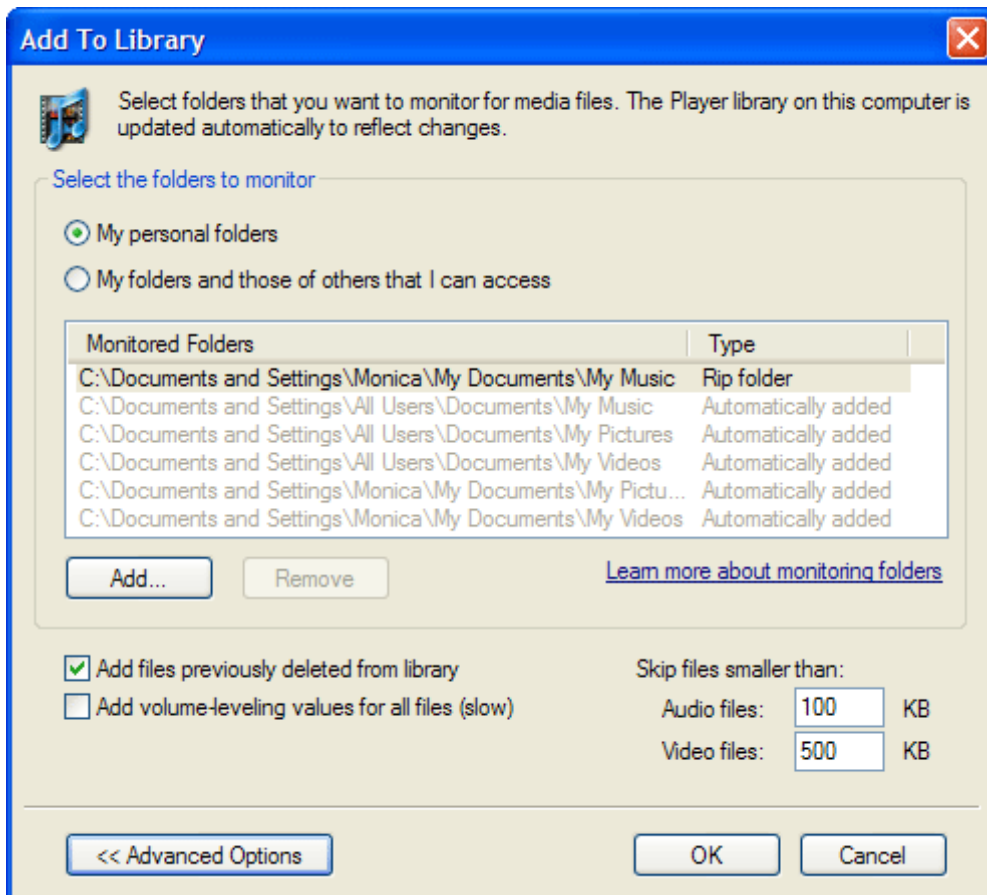 Add To Library
Select folders that you want to monitor for media files. The Player library on this computer is
updated automatically to reflect changes.
Select the folders to monitor
My personal folders
My folders and those of others that I can access
Monitored Folders Type
C:\Documents and Settings\Monica\My Documents\My Music Rip folder
C:\Documents and Settings\All Users\Documents\My Music Automatically added
C:\Documents and Settings\All Users\Documents\My Pictures Automatically added
C:\Documents and Settings\All Users\Documents\My Videos Automatically added
C:\Documents and Settings\Monica\My Documents\My Pictu... Automatically added
C:\Documents and Settings\Monica\My Documents\My Videos Automatically added
Add... Remove Learn more about monitoring folders
Add files previously deleted from library Skip files smaller than:
Add volume-leveling values for all files (slow) Audio files: 100 KB
Video files: 500 KB
<< Advanced Options OK Cancel